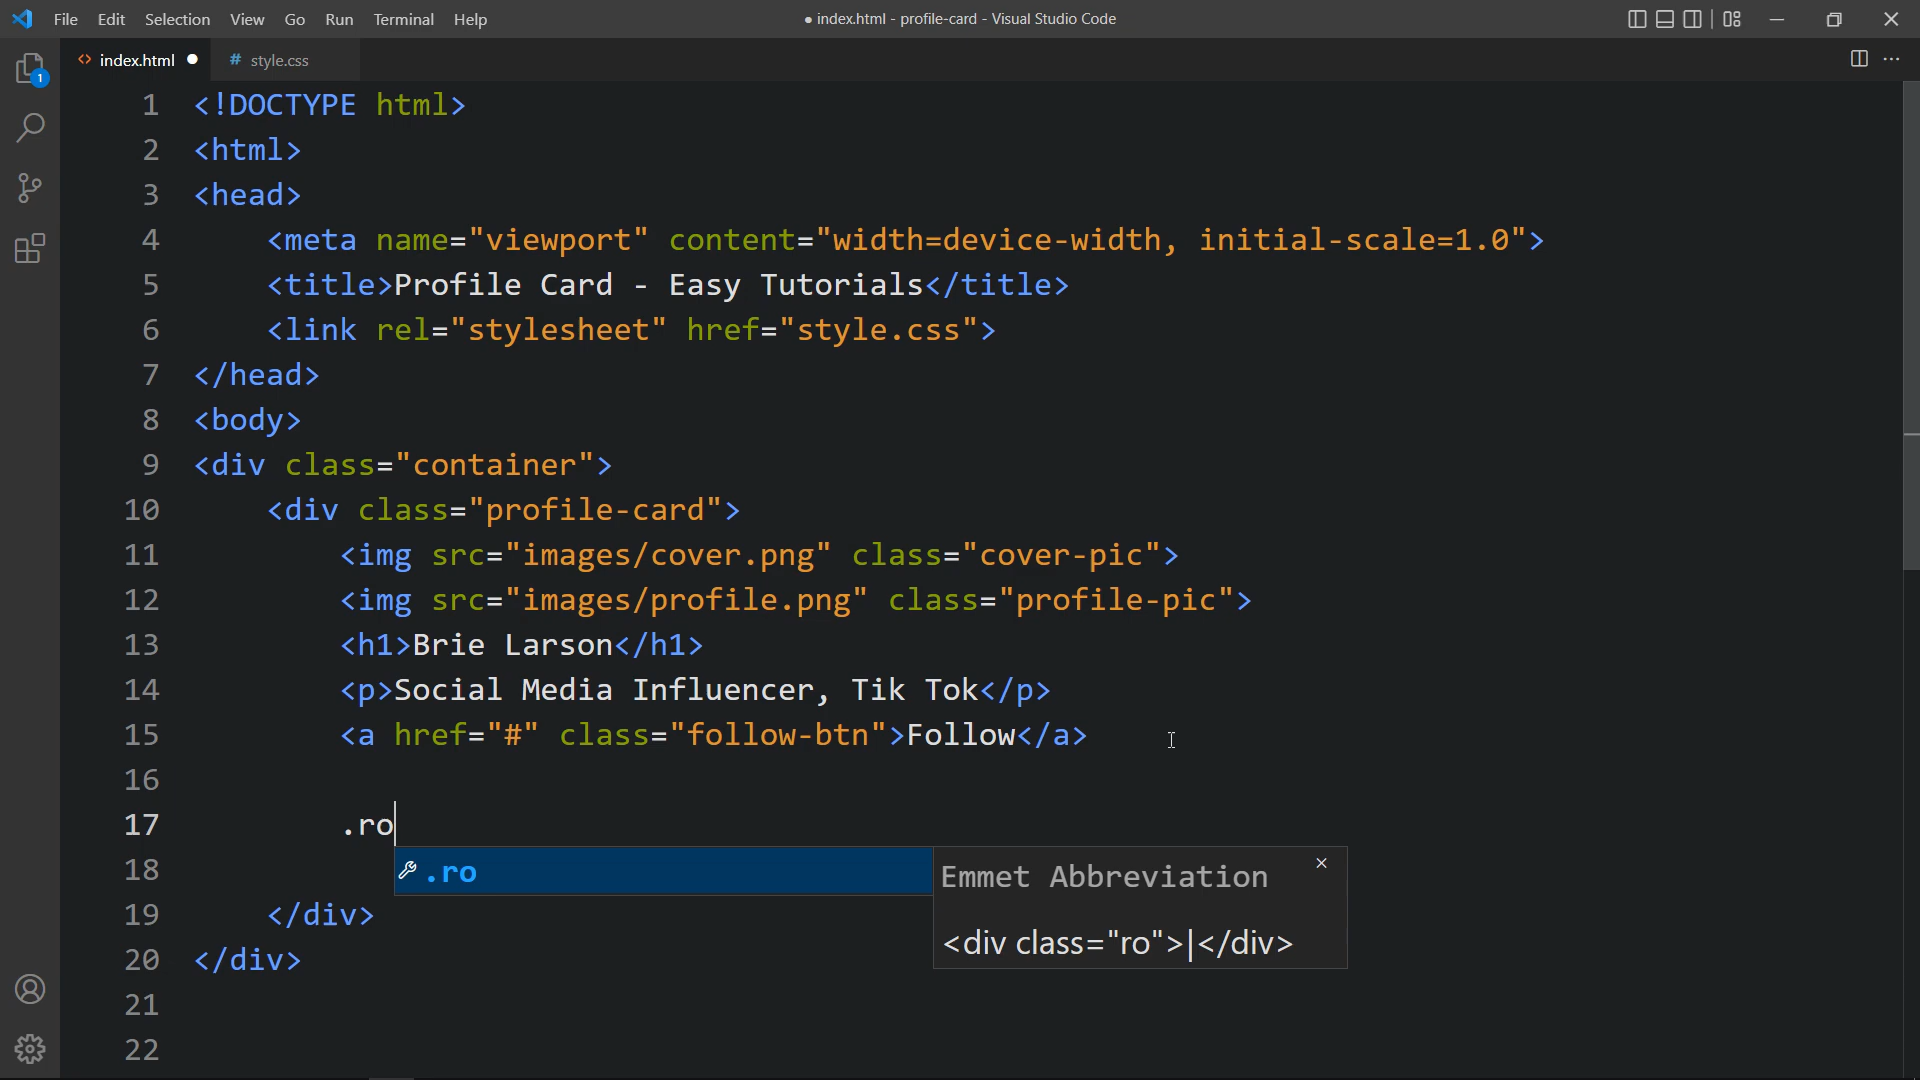 File Edit Selection View Go Run Terminal Help
● index.html - profile-card - Visual Studio Code
<> index.html ●
# style.css
1
1 <!DOCTYPE html>
2 <html>
3 <head>
4     <meta name="viewport" content="width=device-width, initial-scale=1.0">
5     <title>Profile Card - Easy Tutorials</title>
6     <link rel="stylesheet" href="style.css">
7 </head>
8 <body>
9 <div class="container">
10     <div class="profile-card">
11         <img src="images/cover.png" class="cover-pic">
12         <img src="images/profile.png" class="profile-pic">
13         <h1>Brie Larson</h1>
14         <p>Social Media Influencer, Tik Tok</p>
15         <a href="#" class="follow-btn">Follow</a>
16
17         .ro
.ro
Emmet Abbreviation
<div class="ro">|</div>
18
19     </div>
20 </div>
21
22